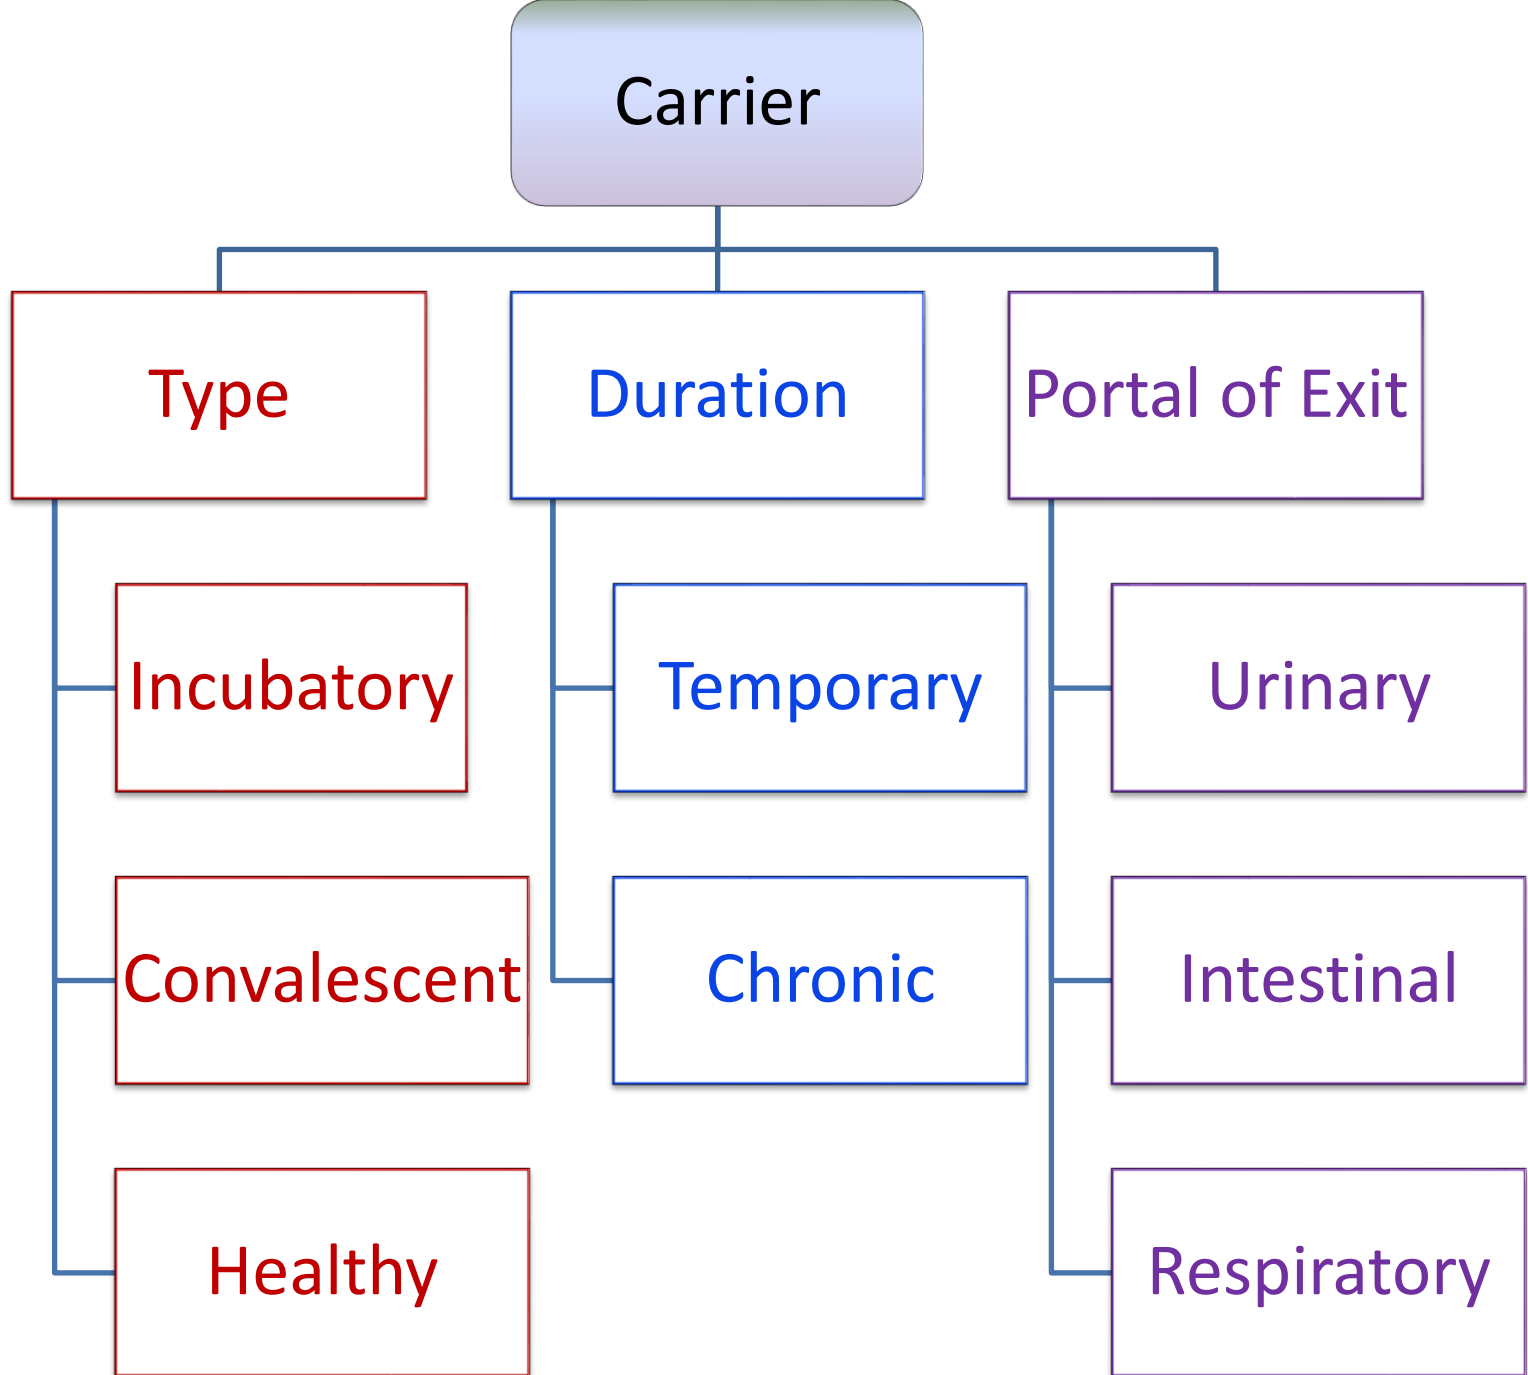 Carrier
Type
Duration
Portal of Exit
Incubatory
Temporary
Urinary
Convalescent
Chronic
Intestinal
Healthy
Respiratory